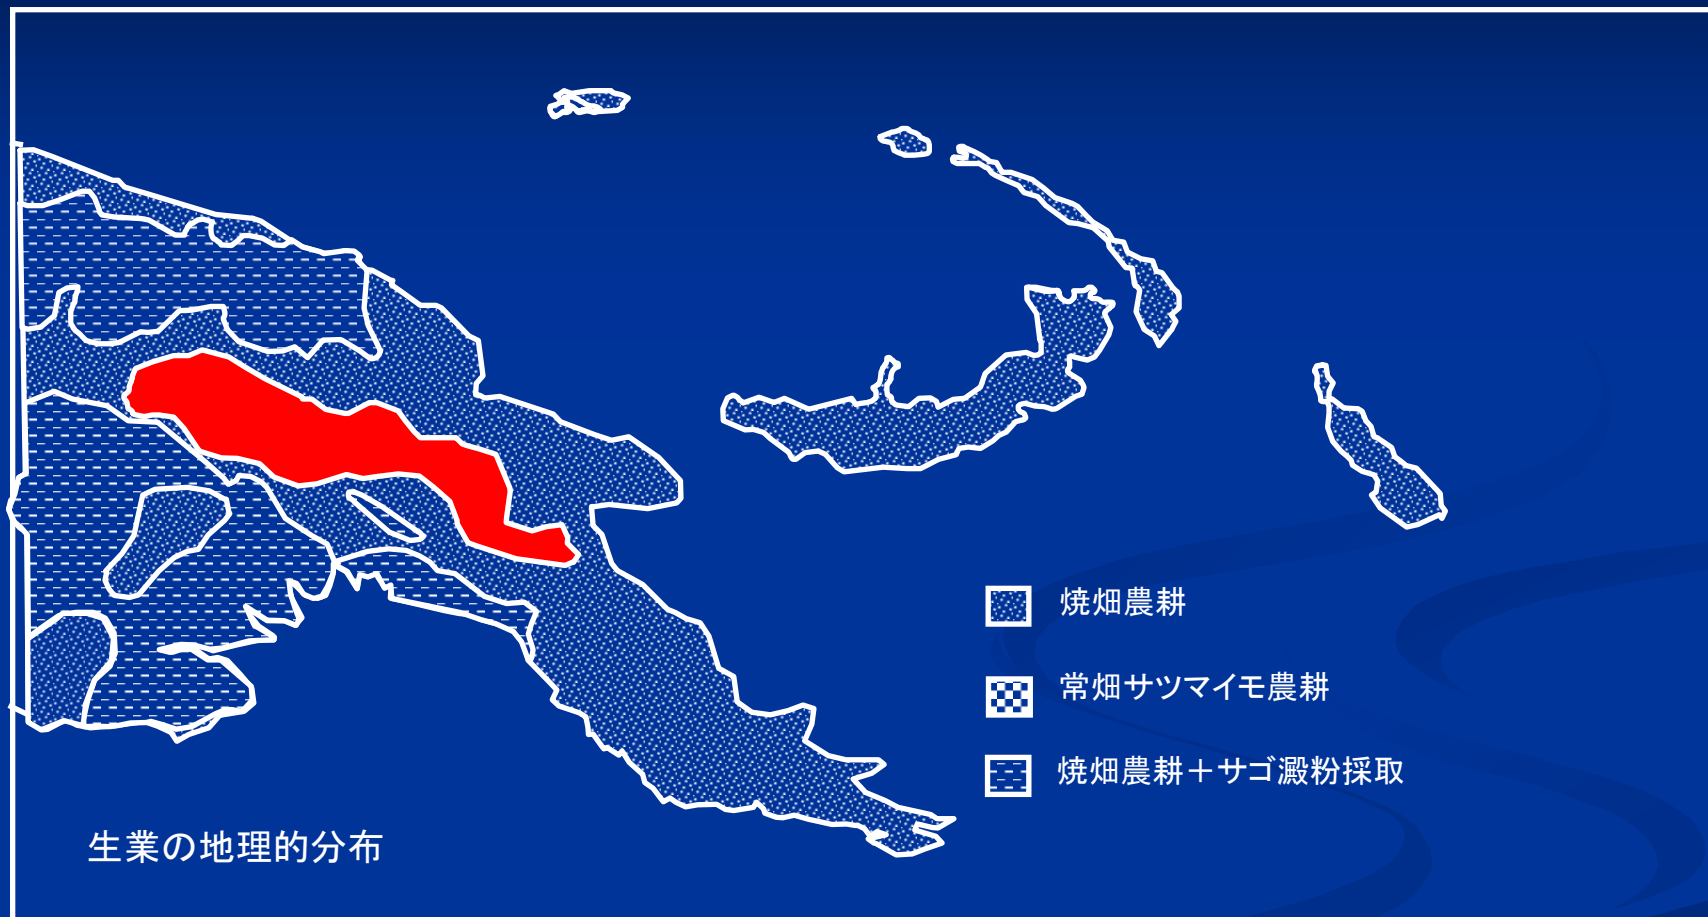 焼畑農耕
常畑サツマイモ農耕
焼畑農耕＋サゴ澱粉採取
生業の地理的分布